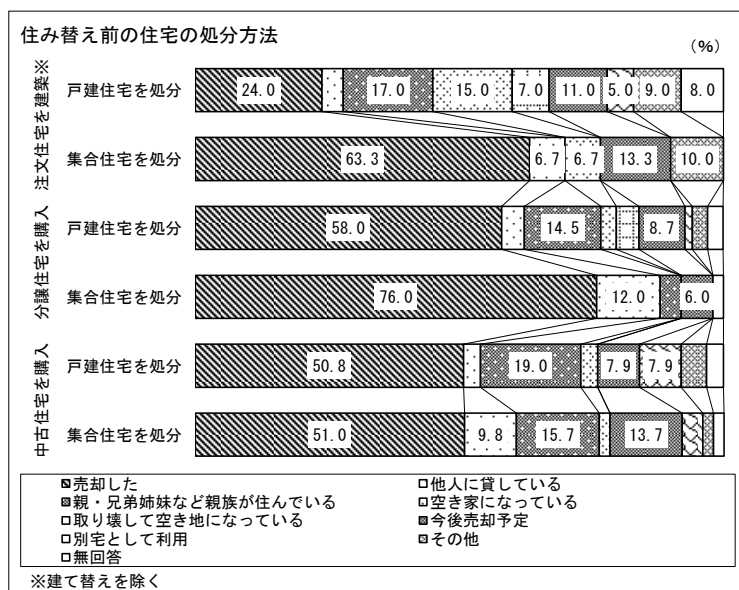 住み替え前の住宅の処分方法
（%）
注文住宅を建築※
戸建住宅を処分
24.0
17.0
15.0
7.0
11.0
5.0
9.0
8.0
集合住宅を処分
63.3
6.7
6.7
13.3
10.0
分譲住宅を購入
戸建住宅を処分
58.0
14.5
8.7
集合住宅を処分
76.0
12.0
6.0
中古住宅を購入
戸建住宅を処分
50.8
19.0
7.9
7.9
集合住宅を処分
51.0
9.8
15.7
13.7
売却した
他人に貸している
親・兄弟姉妹など親族が住んでいる
空き家になっている
取り壊して空き地になっている
今後売却予定
別宅として利用
その他
無回答
※建て替えを除く